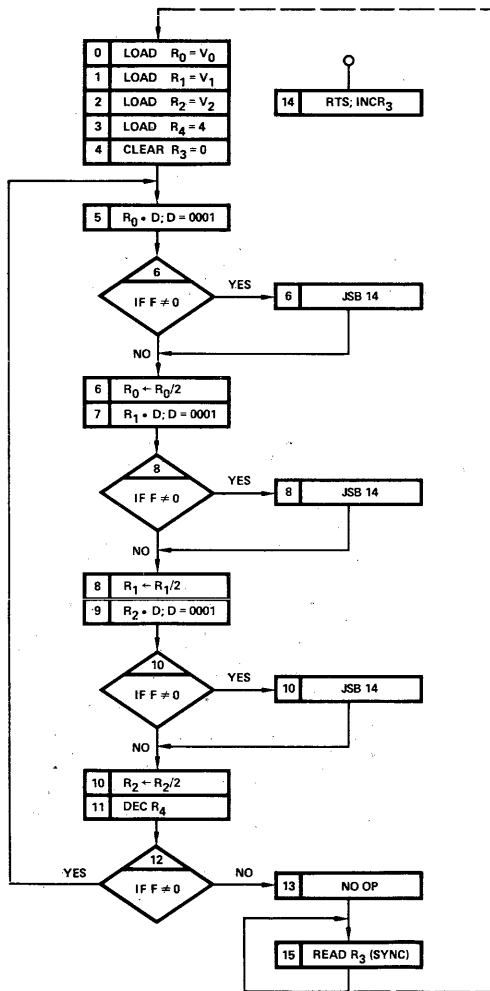 0 LOAD R₀ = V₀
1 LOAD R₁ = V₁
2 LOAD R₂ = V₂
3 LOAD R₄ = 4
4 CLEAR R₃ = 0
14 RTS; INCR₃
5 R₀ • D; D = 0001
6
IF F ≠ 0
YES
6 JSB 14
NO
6 R₀ ← R₀/2
7 R₁ • D; D = 0001
8
IF F ≠ 0
YES
8 JSB 14
NO
8 R₁ ← R₁/2
9 R₂ • D; D = 0001
10
IF F ≠ 0
YES
10 JSB 14
NO
10 R₂ ← R₂/2
11 DEC R₄
12
IF F ≠ 0
YES
NO
13 NO OP
15 READ R₃ (SYNC)